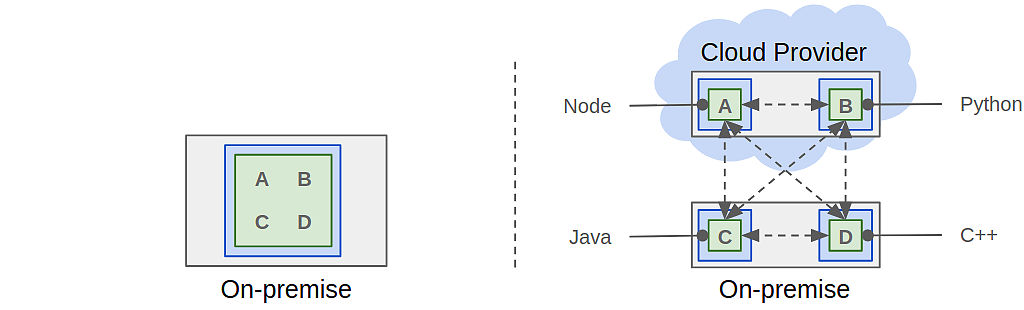 A B
C D
On-premise
Cloud Provider
Node A B Python
Java C D C++
On-premise